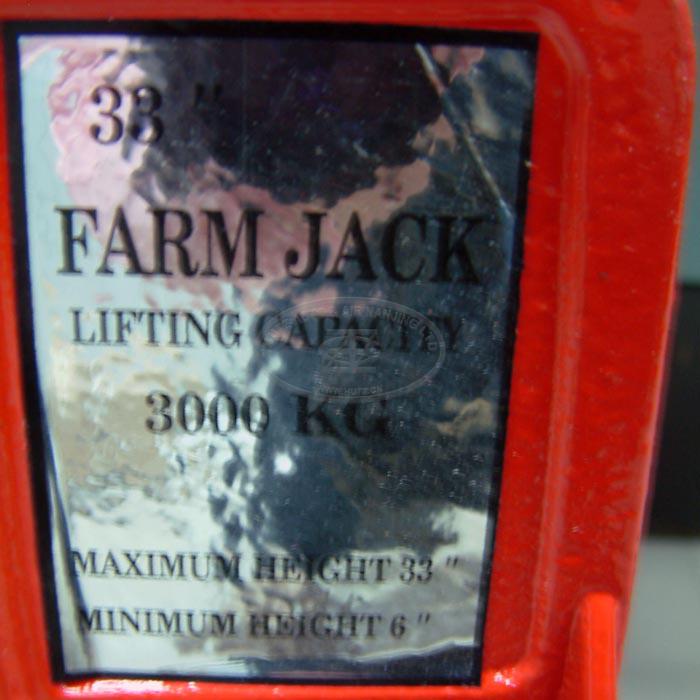 33 "
FARM JACK
LIFTING CAPACITY
3000 KG
MAXIMUM HEIGHT 33 "
MINIMUM HEIGHT 6 "